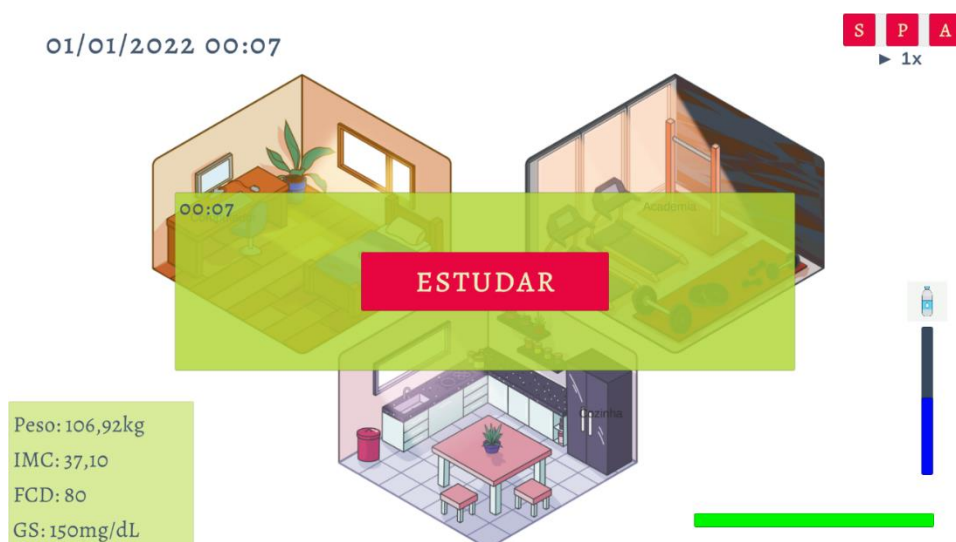 01/01/2022 00:07
S P A
► 1x
00:07
Academia
ESTUDAR
Cozinha
Peso: 106,92kg
IMC: 37,10
FCD: 80
GS: 150mg/dL